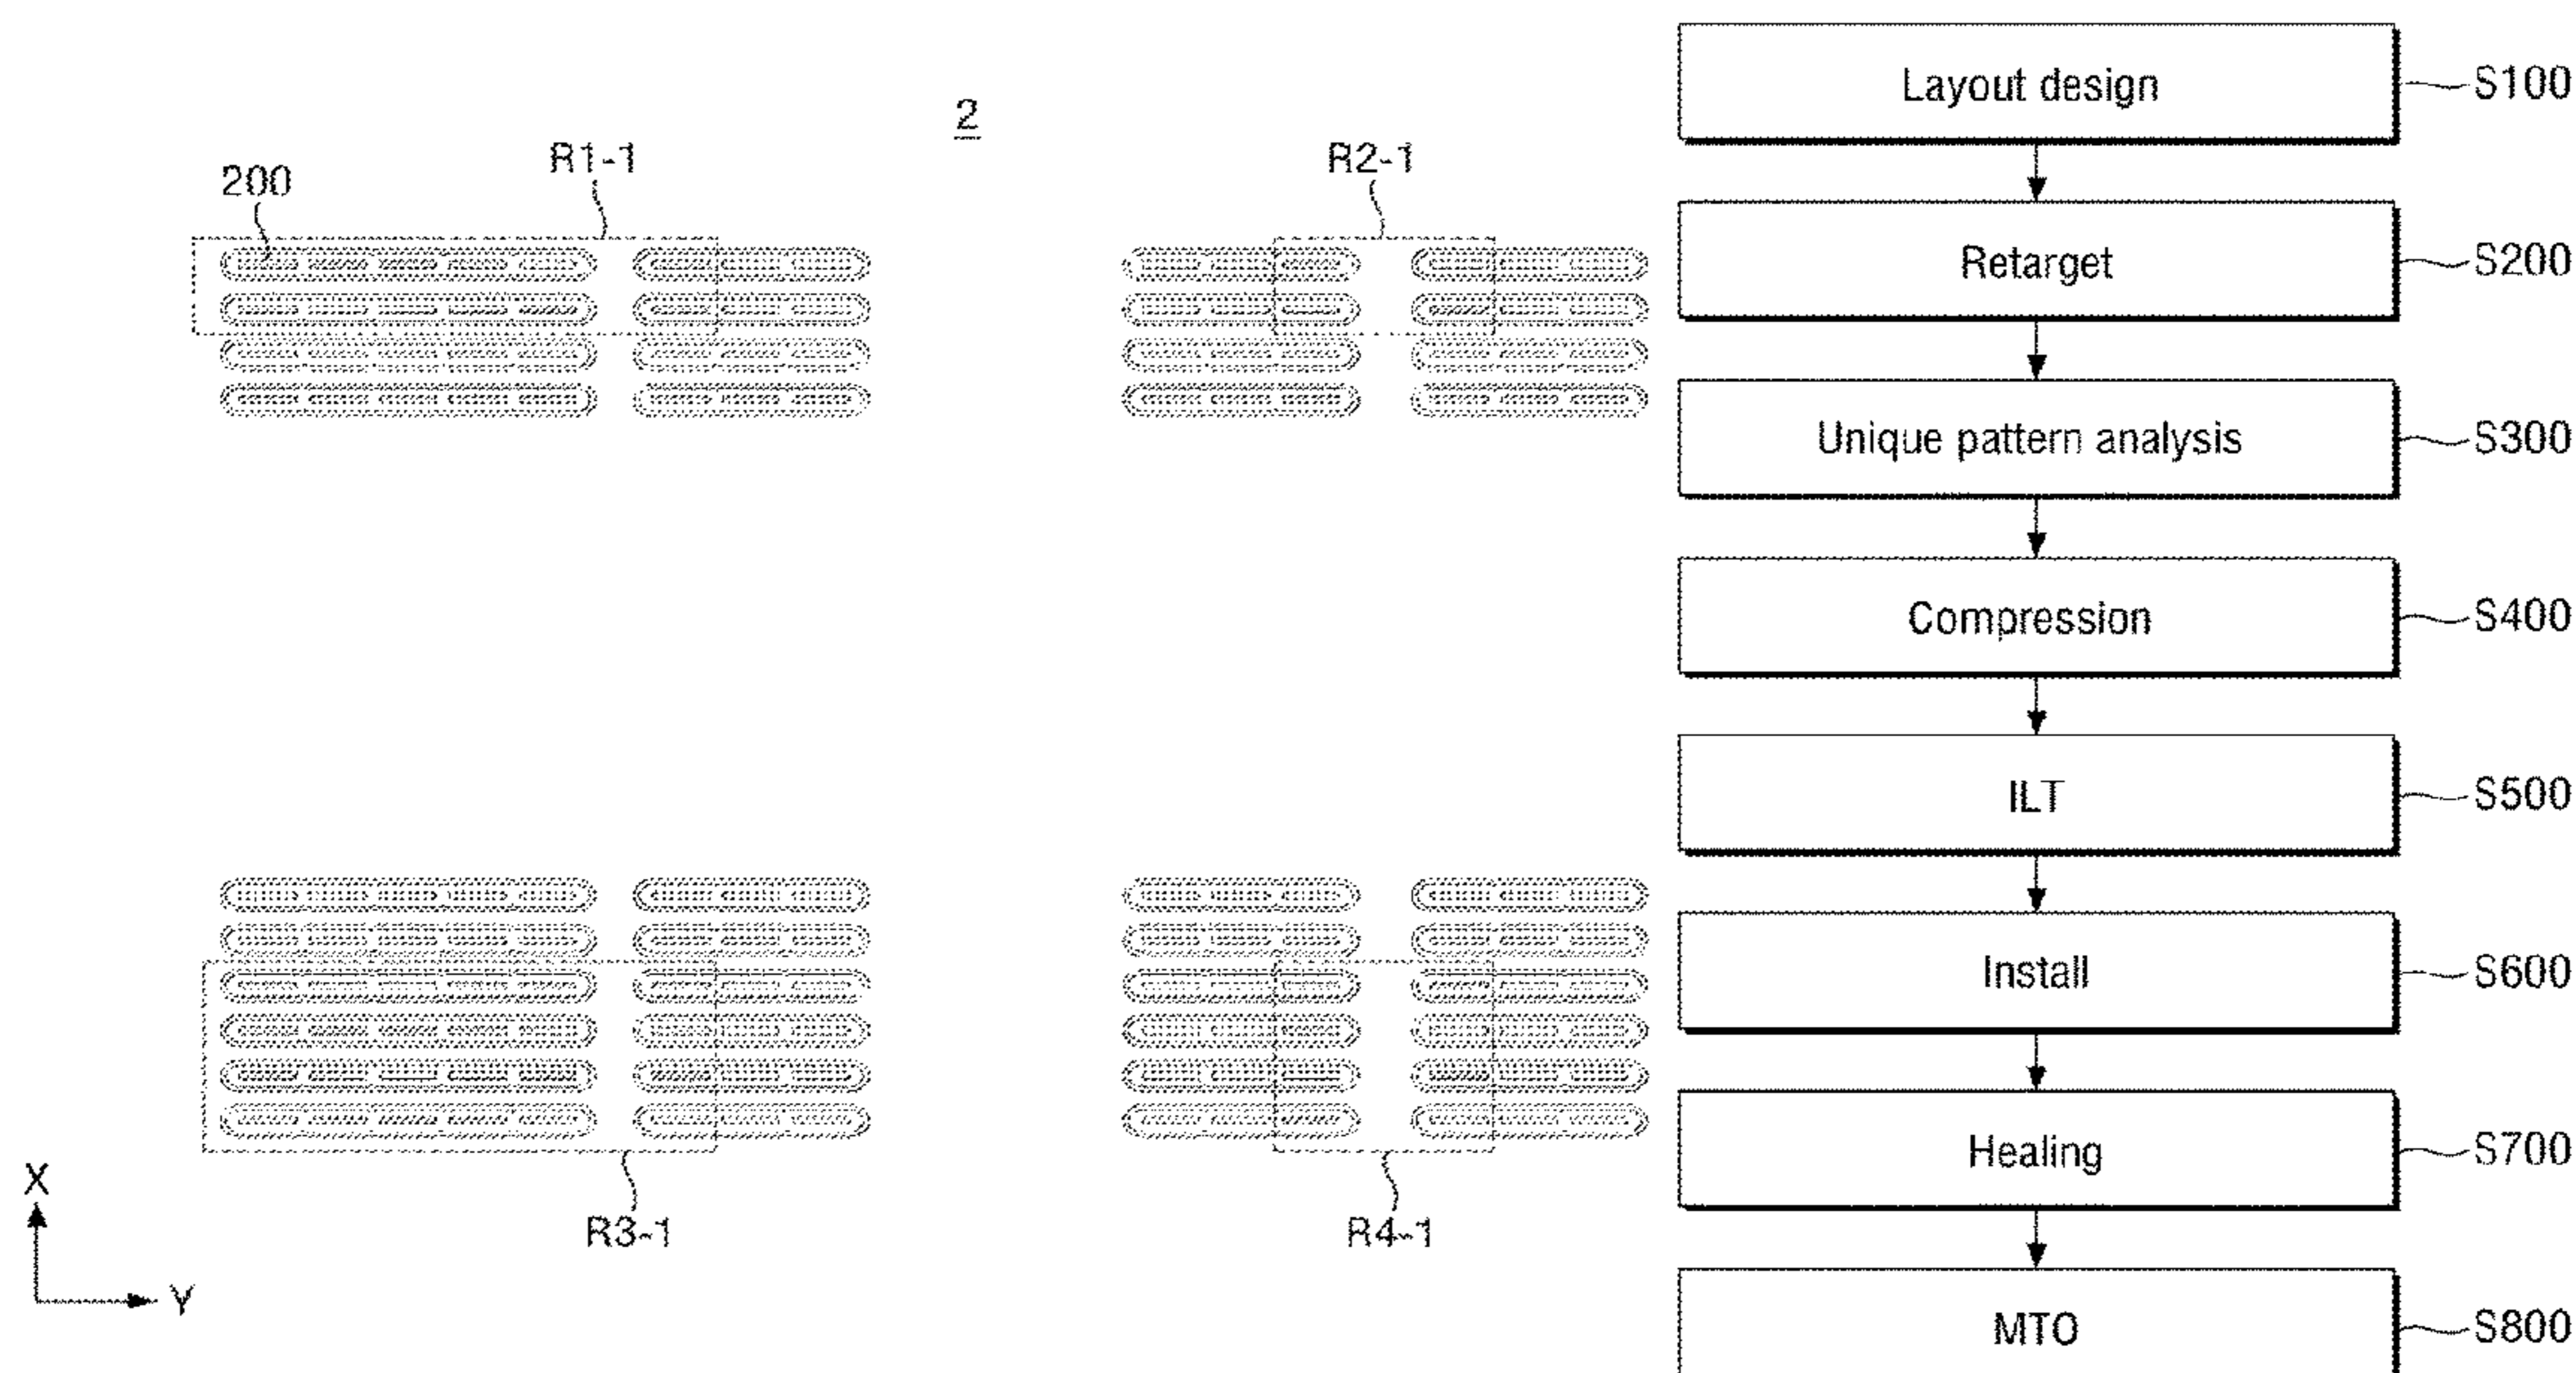 2
R1-1
200
R2-1
R3-1
R4-1
X
Y
Layout design
S100
Retarget
S200
Unique pattern analysis
S300
Compression
S400
ILT
S500
Install
S600
Healing
S700
MTO
S800